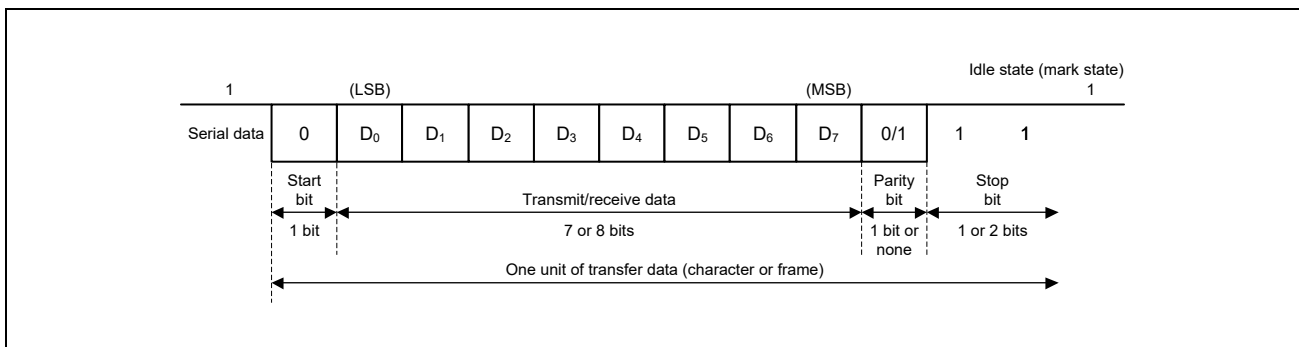 Idle state (mark state)
1 (LSB) (MSB) 1
Serial data 0 D₀ D₁ D₂ D₃ D₄ D₅ D₆ D₇ 0/1 1 1
Start bit
Transmit/receive data
Parity bit
Stop bit
1 bit
7 or 8 bits
1 bit or none
1 or 2 bits
One unit of transfer data (character or frame)